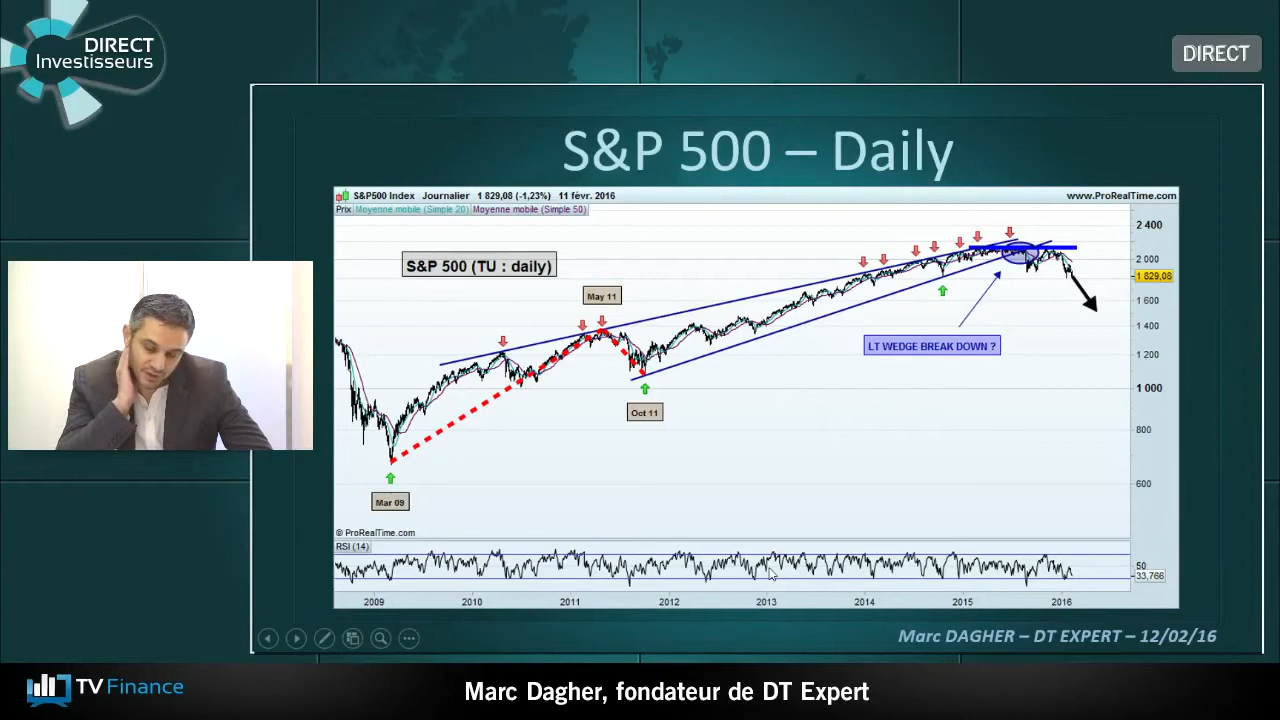 DIRECT
Investisseurs
DIRECT
S&P 500 – Daily
S&P500 Index Journalier 1 829,08 (-1,23%) 11 févr. 2016 www.ProRealTime.com
Prix Moyenne mobile (Simple 20) Moyenne mobile (Simple 50)
2 400
S&P 500 (TU : daily)
2 000
1 829,08
May 11
1 600
1 400
LT WEDGE BREAK DOWN ?
1 200
1 000
Oct 11
800
600
Mar 09
© ProRealTime.com
RSI (14)
50
33,766
2009 2010 2011 2012 2013 2014 2015 2016
Marc DAGHER – DT EXPERT – 12/02/16
TV Finance
Marc Dagher, fondateur de DT Expert